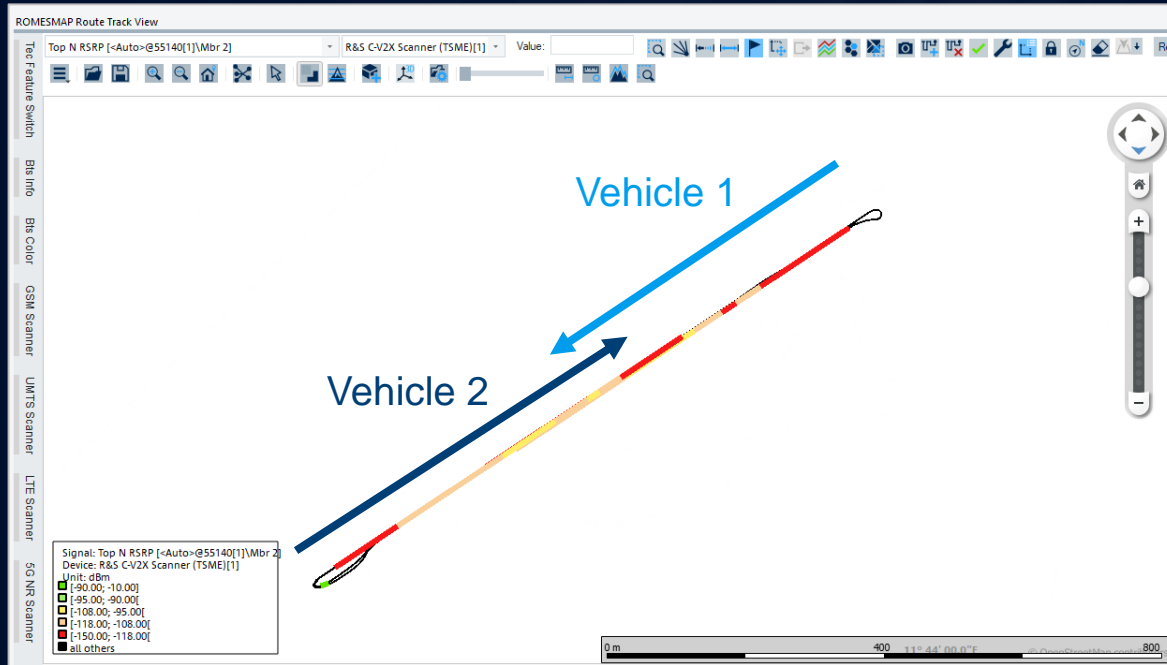 ROMESMAP Route Track View
Top N RSRP [<Auto>@55140[1]\Mbr 2]
R&S C-V2X Scanner (TSME)[1]
Value:
3D
N
Tec Feature Switch
Bts Info
Bts Color
GSM Scanner
UMTS Scanner
LTE Scanner
5G NR Scanner
Vehicle 1
Vehicle 2
+
−
Signal: Top N RSRP [<Auto>@55140[1]\Mbr 2]
Device: R&S C-V2X Scanner (TSME)[1]
Unit: dBm
[-90.00; -10.00]
[-95.00; -90.00[
[-108.00; -95.00[
[-118.00; -108.00[
[-150.00; -118.00[
all others
0 m 400 800
11° 44' 00.0"E
© OpenStreetMap contributors